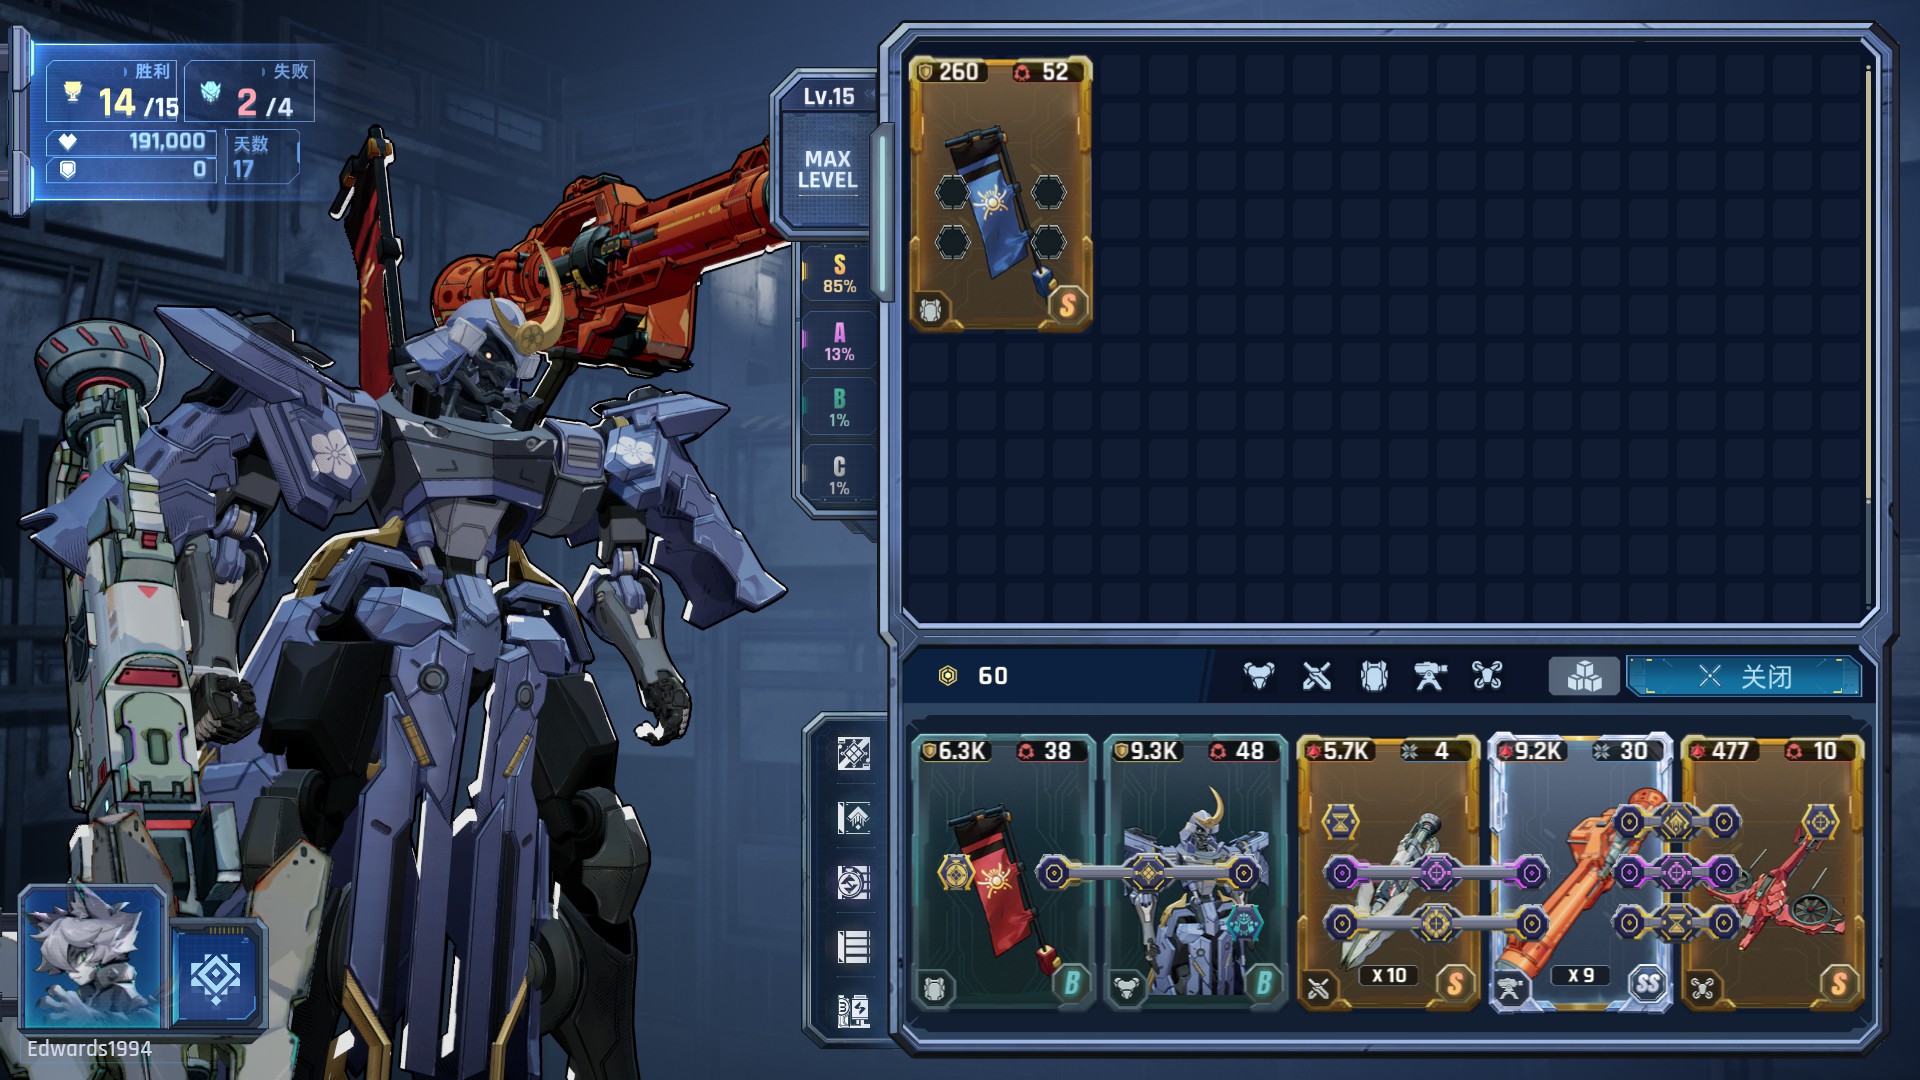 胜利
14 /15
失败
2 /4
191,000
0
天数
17
Lv.15
MAX
LEVEL
S
85%
A
13%
B
1%
C
1%
260
52
S
60
关闭
6.3K
38
B
9.3K
48
B
5.7K
4
x 10
S
9.2K
30
x 9
SS
477
10
S
Edwards1994